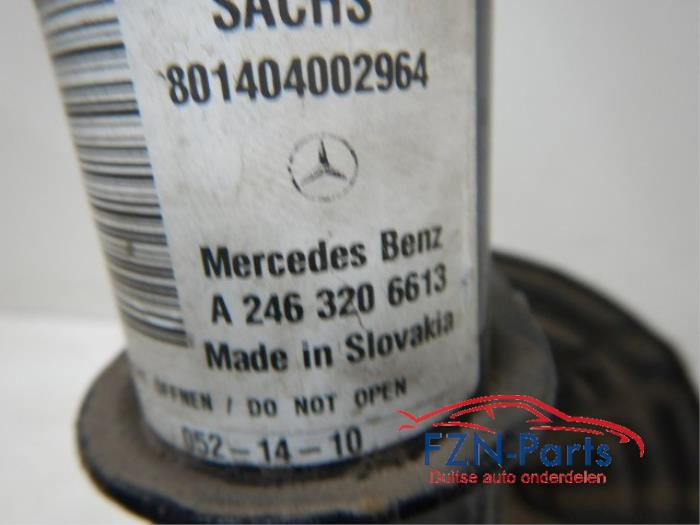 SACHS
801404002964
Mercedes Benz
A 246 320 6613
Made in Slovakia
ÖFFNEN / DO NOT OPEN
052-14-10
FZN-Parts
Duitse auto onderdelen